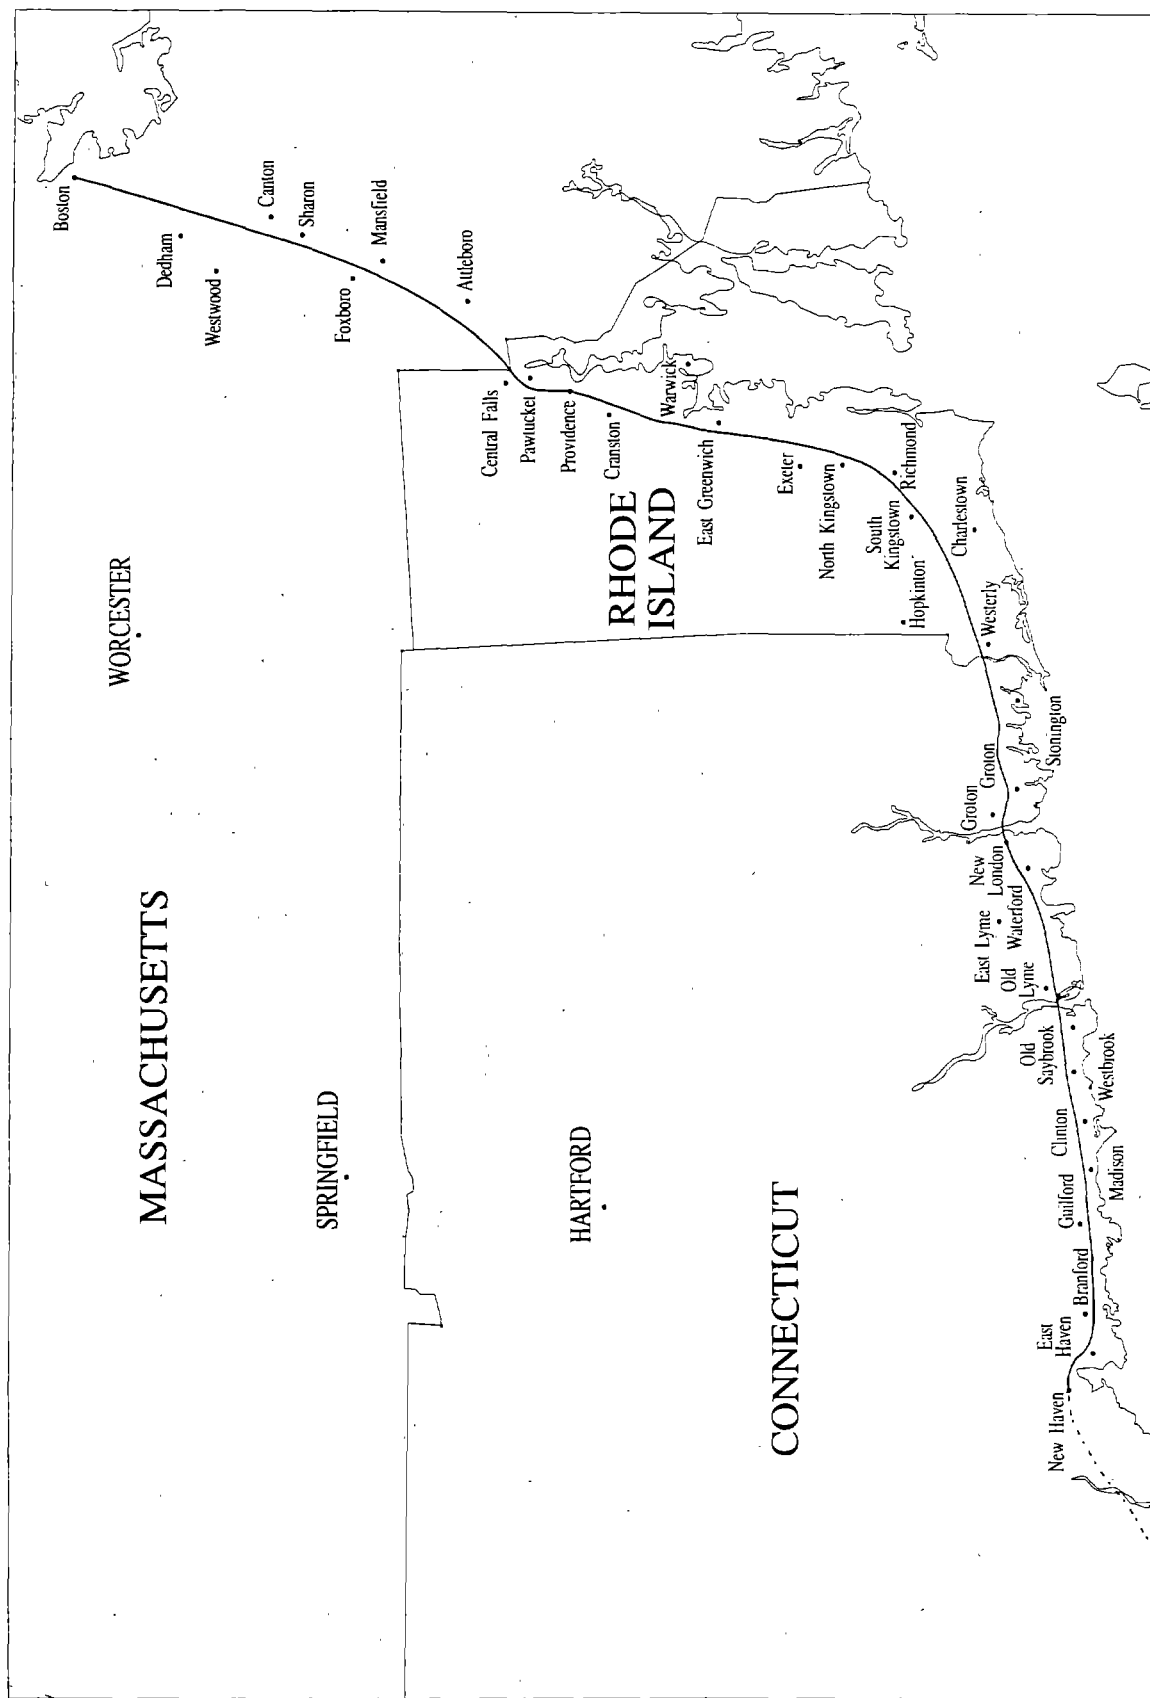 MASSACHUSETTS
WORCESTER
Boston
Dedham
Westwood
Canton
Sharon
SPRINGFIELD
Foxboro
Mansfield
Attleboro
Central Falls
Pawtucket
Providence
Cranston
HARTFORD
RHODE
ISLAND
Warwick
East Greenwich
CONNECTICUT
Exeter
North Kingstown
South
Kingstown
Richmond
Hopkinton
Charlestown
Westerly
Stonington
Groton
Groton
New
London
Waterford
East Lyme
Old
Lyme
Old
Saybrook
Westbrook
Clinton
Madison
Guilford
Branford
East
Haven
New Haven